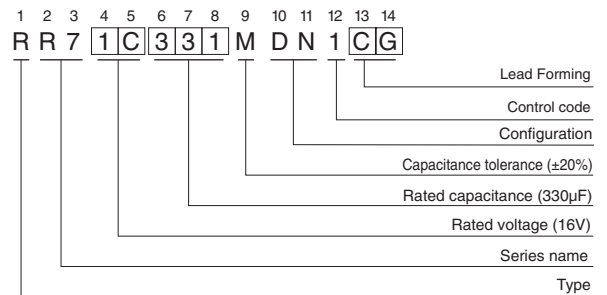 1 2 3 4 5 6 7 8 9 10 11 12 13 14
R R 7 1 C 3 3 1 M D N 1 C G
Lead Forming
Control code
Configuration
Capacitance tolerance (±20%)
Rated capacitance (330µF)
Rated voltage (16V)
Series name
Type